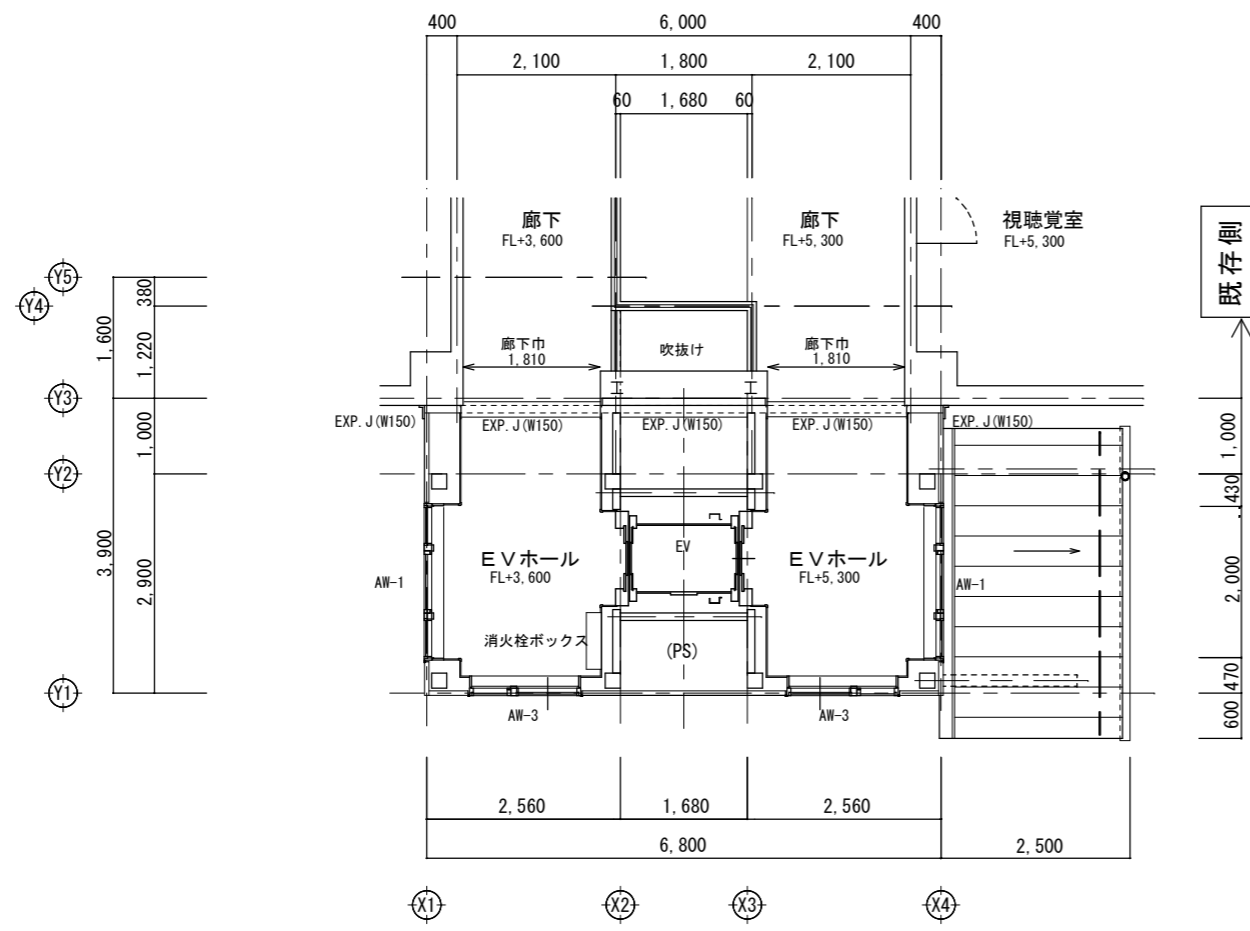 400
6,000
400
2,100
1,800
2,100
60
1,680
60
廊下
FL+3,600
廊下
FL+5,300
視聴覚室
FL+5,300
既存側
Y5
Y4
380
1,600
1,220
廊下巾
1,810
吹抜け
廊下巾
1,810
Y3
EXP.J(W150)
EXP.J(W150)
EXP.J(W150)
EXP.J(W150)
EXP.J(W150)
1,000
1,000
Y2
430
3,900
2,900
EVホール
FL+3,600
EV
EVホール
FL+5,300
AW-1
AW-1
2,000
消火栓ボックス
(PS)
Y1
470
600
AW-3
AW-3
2,560
1,680
2,560
6,800
2,500
X1
X2
X3
X4